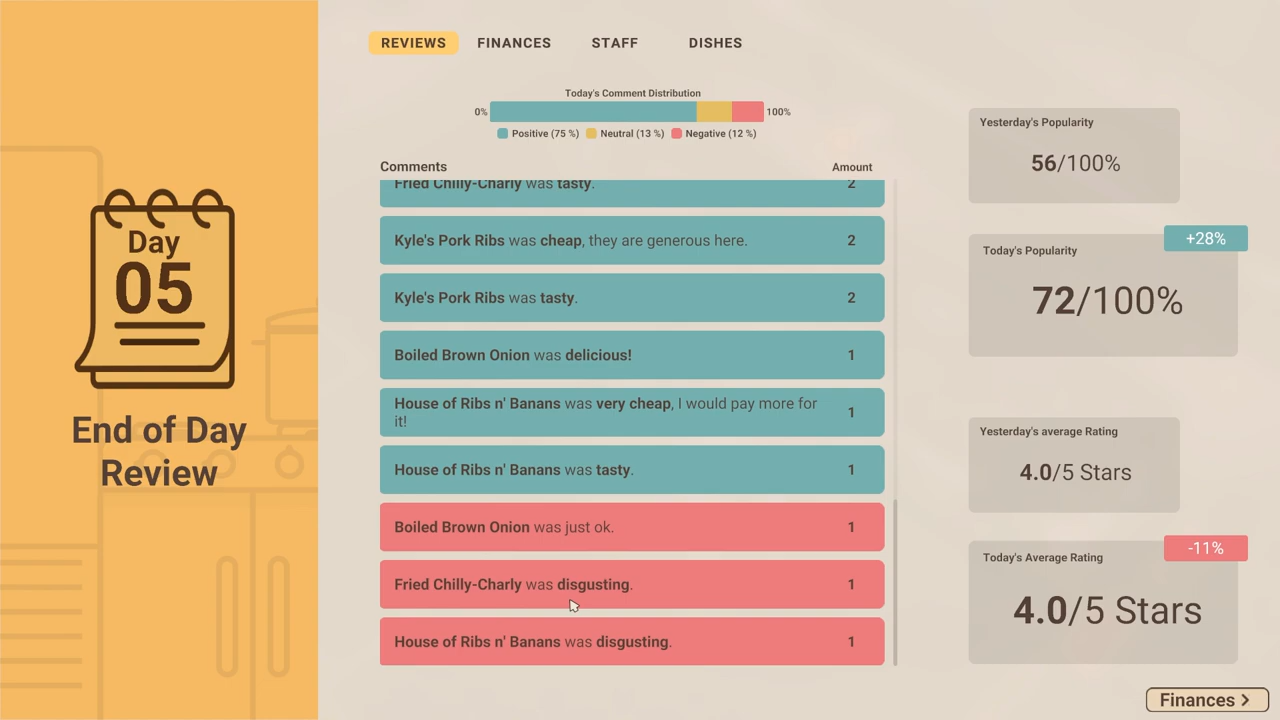 REVIEWS FINANCES STAFF DISHES
Today's Comment Distribution
0% 100%
Positive (75 %) Neutral (13 %) Negative (12 %)
Comments Amount
Fried Chilly-Charly was tasty. 2
Kyle's Pork Ribs was cheap, they are generous here. 2
Kyle's Pork Ribs was tasty. 2
Boiled Brown Onion was delicious! 1
House of Ribs n' Banans was very cheap, I would pay more for
it! 1
House of Ribs n' Banans was tasty. 1
Boiled Brown Onion was just ok. 1
Fried Chilly-Charly was disgusting. 1
House of Ribs n' Banans was disgusting. 1
Day
05
End of Day
Review
Yesterday's Popularity
56/100%
+28%
Today's Popularity
72/100%
Yesterday's average Rating
4.0/5 Stars
-11%
Today's Average Rating
4.0/5 Stars
Finances >